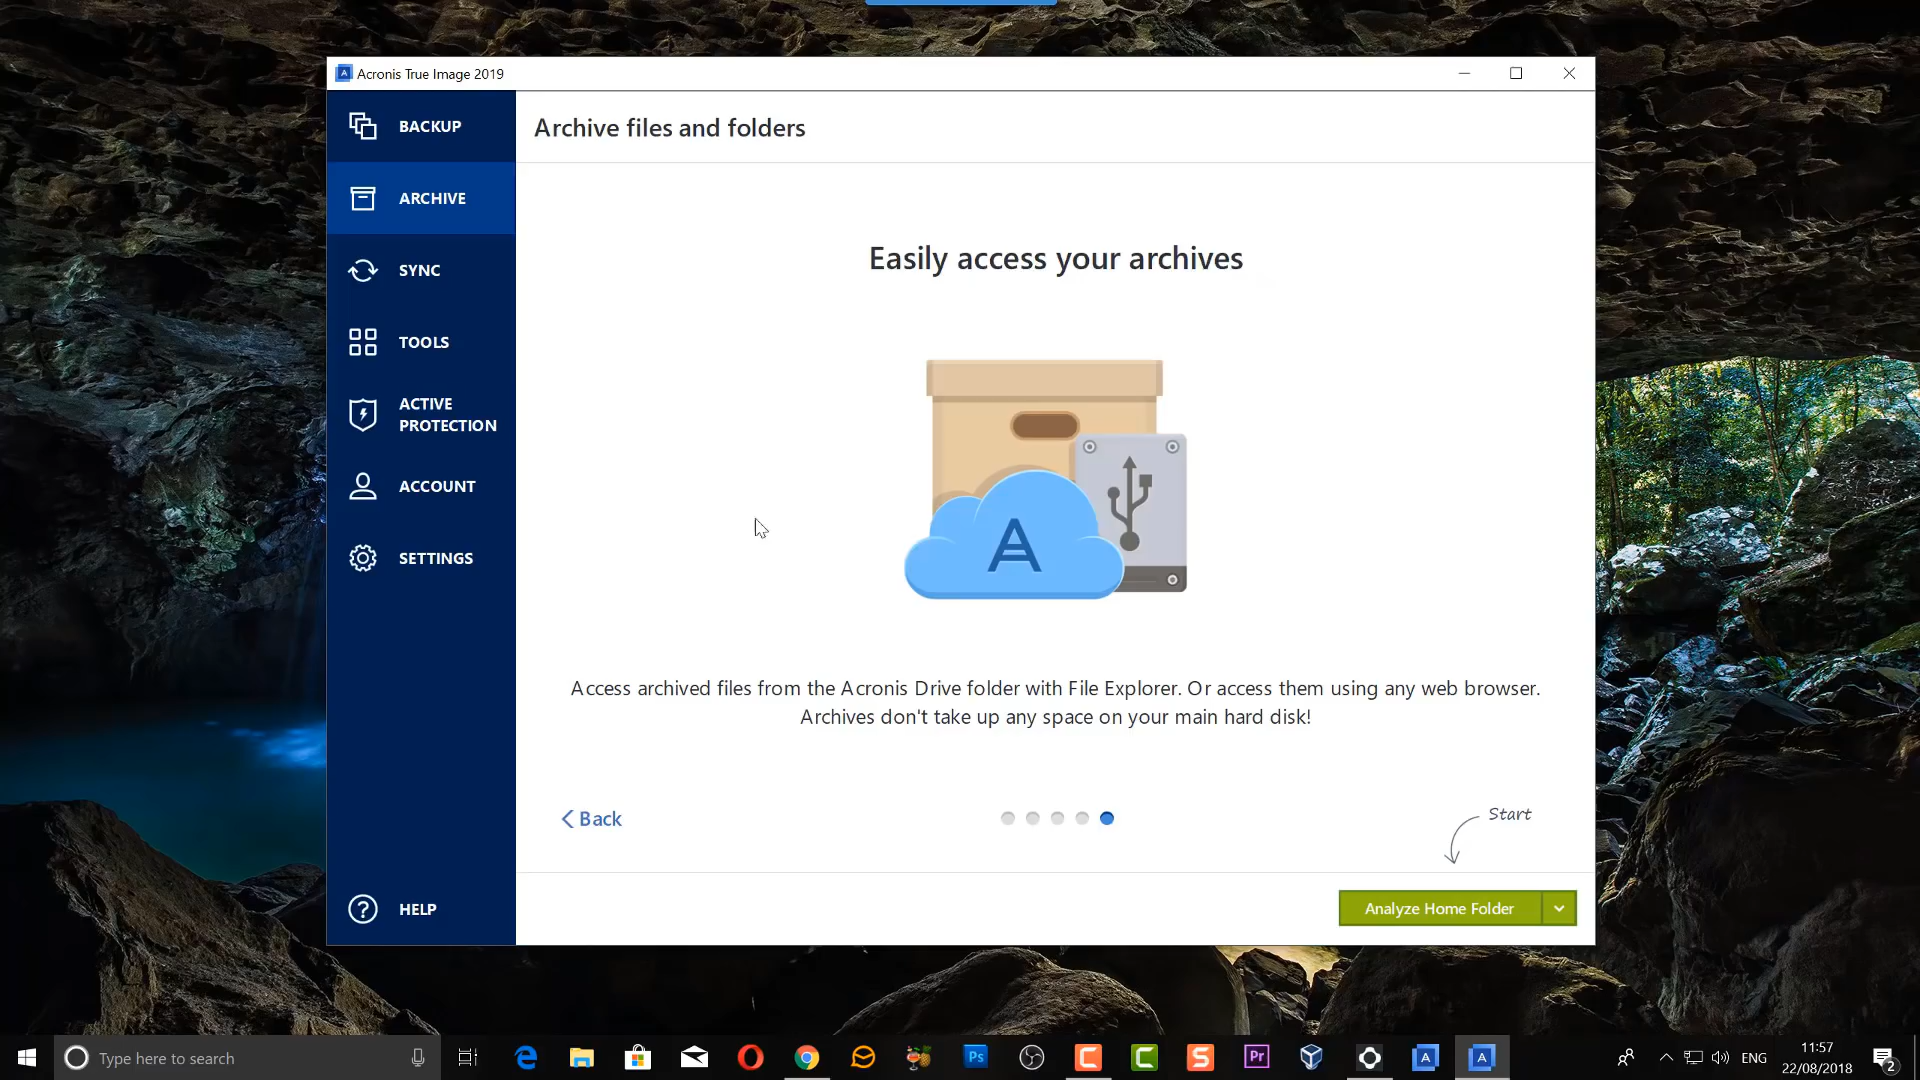 Acronis True Image 2019
BACKUP
ARCHIVE
SYNC
TOOLS
ACTIVE
PROTECTION
ACCOUNT
SETTINGS
HELP
Archive files and folders
Easily access your archives
A
Access archived files from the Acronis Drive folder with File Explorer. Or access them using any web browser.
Archives don't take up any space on your main hard disk!
Back
Start
Analyze Home Folder
Type here to search
Ps
Pr
ENG
11:57
22/08/2018
2